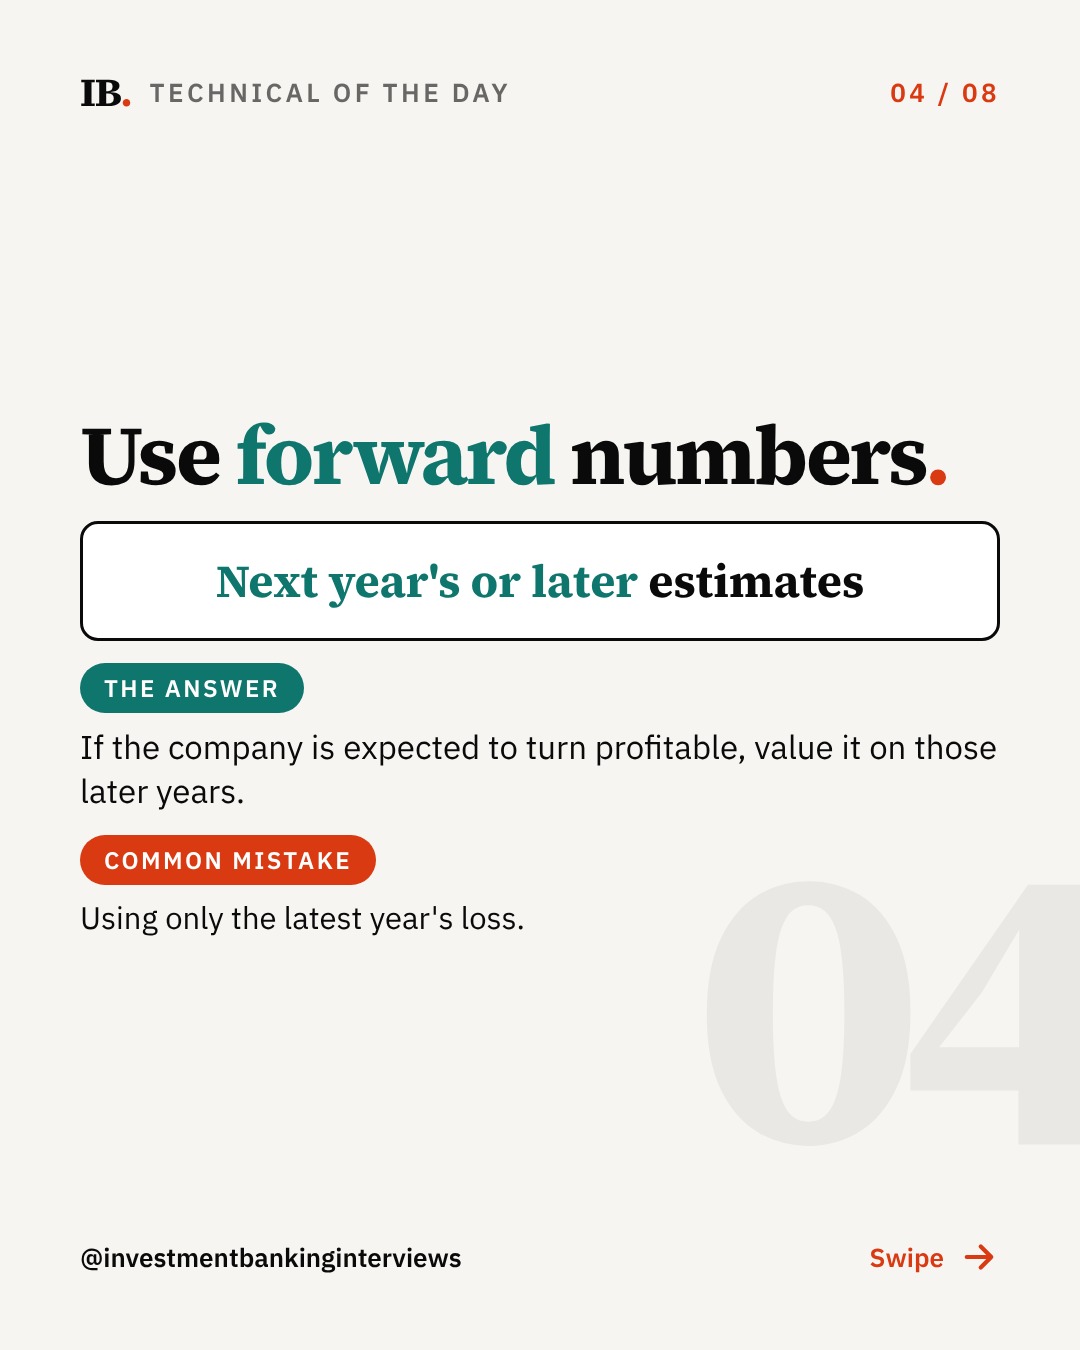 IB. TECHNICAL OF THE DAY
04 / 08
Use forward numbers.
Next year's or later estimates
THE ANSWER
If the company is expected to turn profitable, value it on those
later years.
COMMON MISTAKE
Using only the latest year's loss.
04
@investmentbankinginterviews
Swipe →